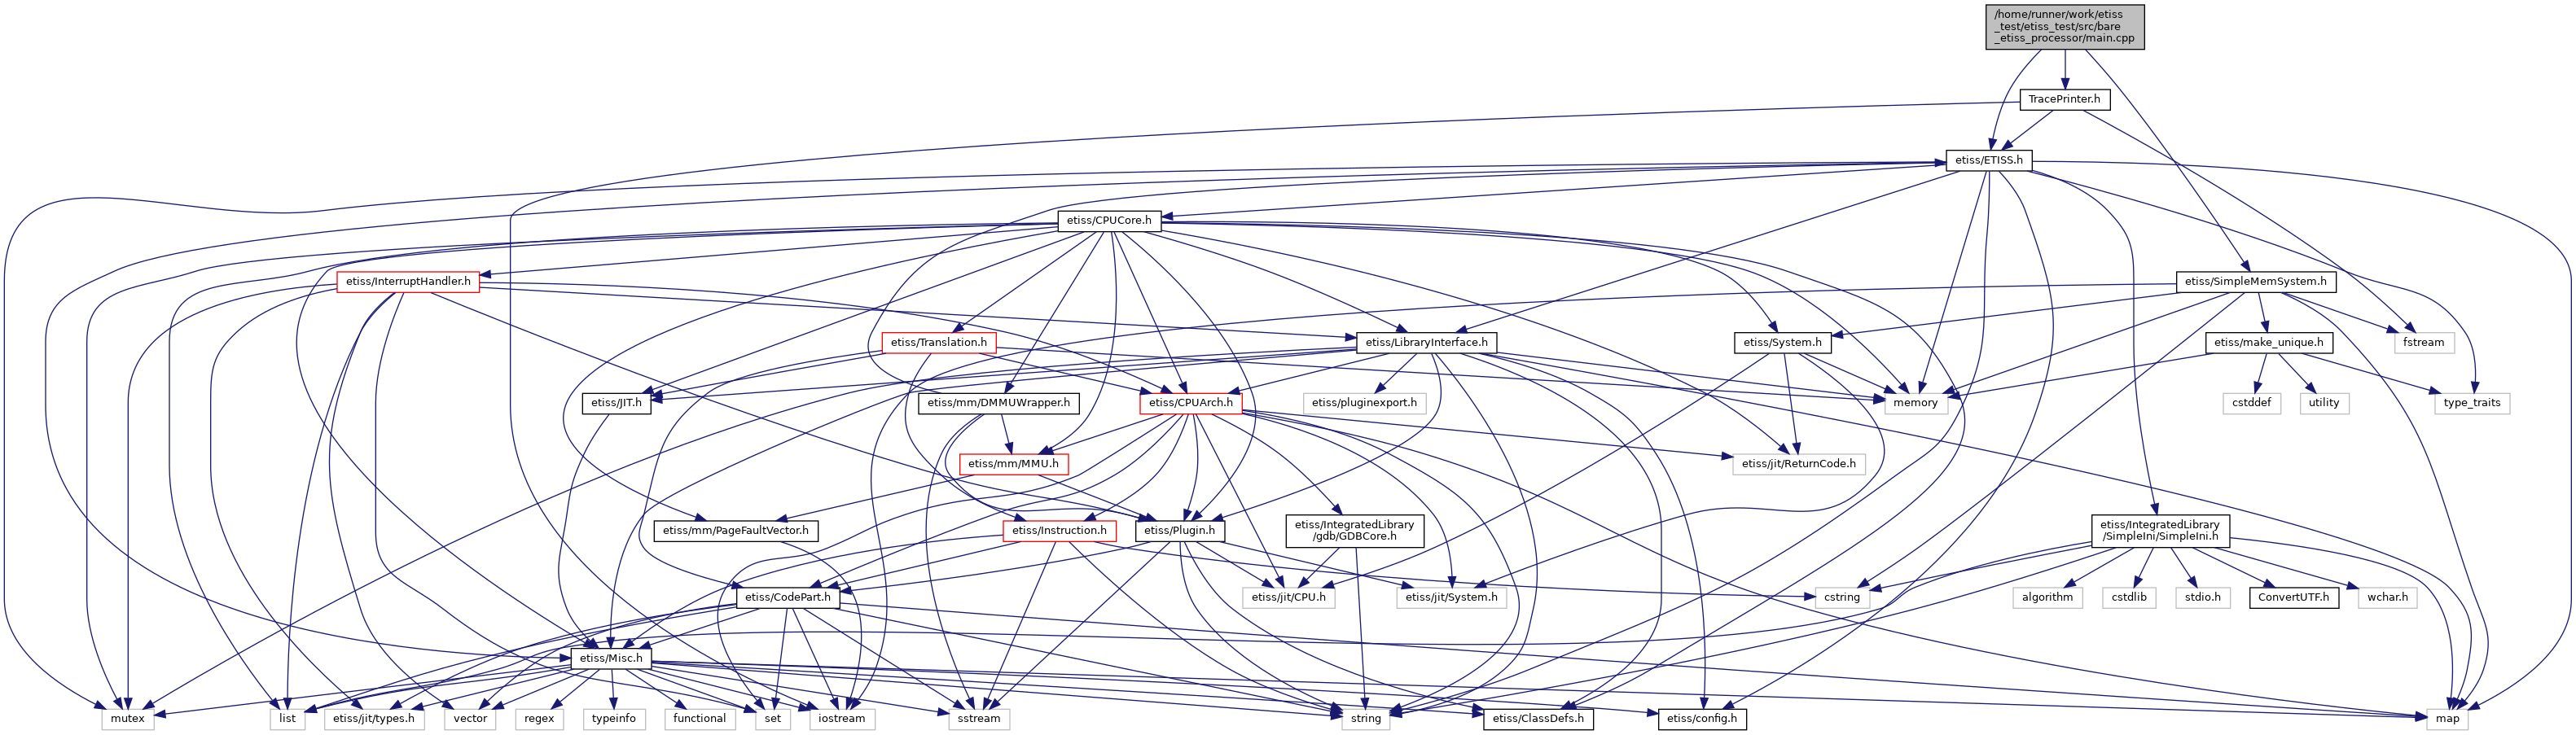 /home/runner/work/etiss
_test/etiss_test/src/bare
_etiss_processor/main.cpp
TracePrinter.h
etiss/ETISS.h
etiss/CPUCore.h
etiss/InterruptHandler.h
etiss/SimpleMemSystem.h
etiss/Translation.h
etiss/LibraryInterface.h
etiss/System.h
etiss/make_unique.h
fstream
etiss/JIT.h
etiss/mm/DMMUWrapper.h
etiss/CPUArch.h
etiss/pluginexport.h
memory
cstddef
utility
type_traits
etiss/mm/MMU.h
etiss/jit/ReturnCode.h
etiss/mm/PageFaultVector.h
etiss/Instruction.h
etiss/Plugin.h
etiss/IntegratedLibrary
/gdb/GDBCore.h
etiss/IntegratedLibrary
/SimpleIni/SimpleIni.h
etiss/CodePart.h
etiss/jit/CPU.h
etiss/jit/System.h
cstring
algorithm
cstdlib
stdio.h
ConvertUTF.h
wchar.h
etiss/Misc.h
mutex
list
etiss/jit/types.h
vector
regex
typeinfo
functional
set
iostream
sstream
string
etiss/ClassDefs.h
etiss/config.h
map